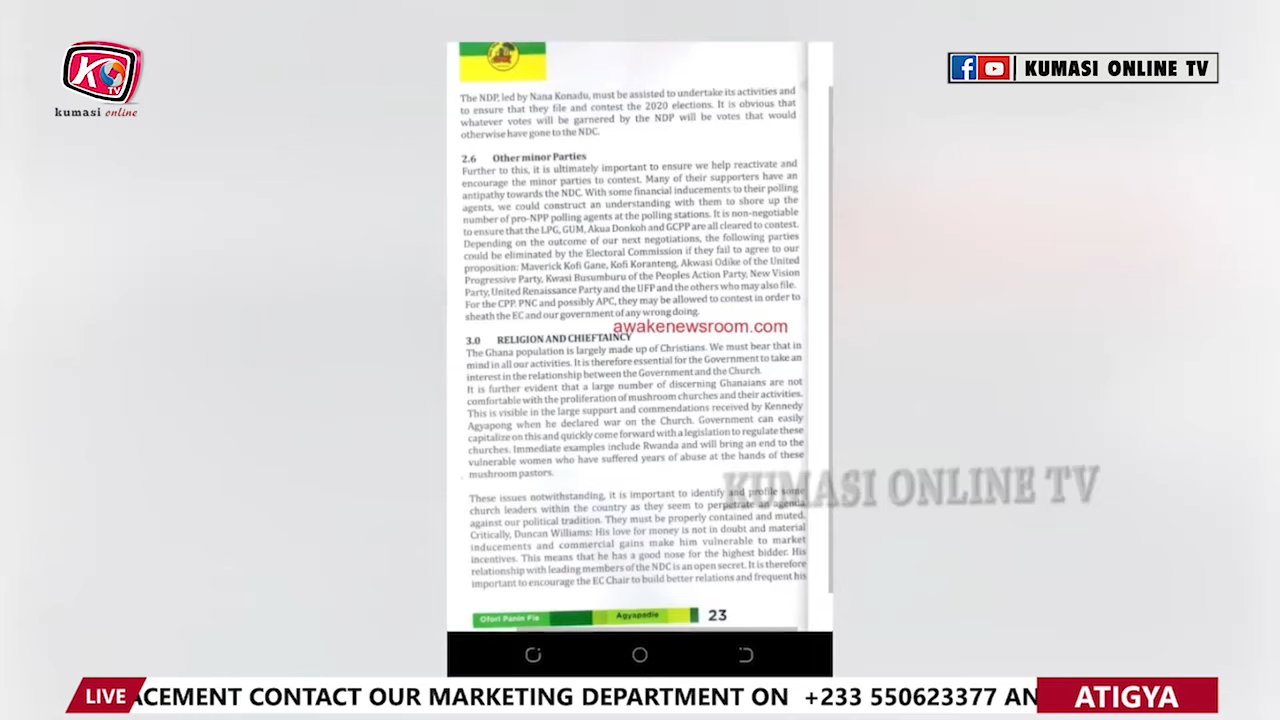 K
TV
kumasi online
KUMASI ONLINE TV
The NDP, led by Nana Konadu, must be assisted to undertake its activities and
to ensure that they file and contest the 2020 elections. It is obvious that
whatever votes will be garnered by the NDP will be votes that would
otherwise have gone to the NDC.
2.6 Other minor Parties
Further to this, it is ultimately important to ensure we help reactivate and
encourage the minor parties to contest. Many of their supporters have an
antipathy towards the NDC. With some financial inducements to their polling
agents, we could construct an understanding with them to shore up the
number of pro-NPP polling agents at the polling stations. It is non-negotiable
to ensure that the LPG, GUM, Akua Donkoh and GCPP are all cleared to contest.
Depending on the outcome of our next negotiations, the following parties
could be eliminated by the Electoral Commission if they fail to agree to our
proposition: Maverick Kofi Gane, Kofi Koranteng, Akwasi Odike of the United
Progressive Party, Kwasi Busumburu of the Peoples Action Party, New Vision
Party, United Renaissance Party and the UFP and the others who may also file.
For the CPP, PNC and possibly APC, they may be allowed to contest in order to
sheath the EC and our government of any wrong doing.
awakenewsroom.com
3.0 RELIGION AND CHIEFTAINCY
The Ghana population is largely made up of Christians. We must bear that in
mind in all our activities. It is therefore essential for the Government to take an
interest in the relationship between the Government and the Church.
It is further evident that a large number of discerning Ghanaians are not
comfortable with the proliferation of mushroom churches and their activities.
This is visible in the large support and commendations received by Kennedy
Agyapong when he declared war on the Church. Government can easily
capitalize on this and quickly come forward with a legislation to regulate these
churches. Immediate examples include Rwanda and will bring an end to the
vulnerable women who have suffered years of abuse at the hands of these
mushroom pastors.
KUMASI ONLINE TV
These issues notwithstanding, it is important to identify and profile some
church leaders within the country as they seem to perpetrate an agenda
against our political tradition. They must be properly contained and muted.
Critically, Duncan Williams: His love for money is not in doubt and material
inducements and commercial gains make him vulnerable to market
incentives. This means that he has a good nose for the highest bidder. His
relationship with leading members of the NDC is an open secret. It is therefore
important to encourage the EC Chair to build better relations and frequent his
Ofori Panin Fie
Agyapadie
23
LIVE
ACEMENT CONTACT OUR MARKETING DEPARTMENT ON +233 550623377 AN
ATIGYA